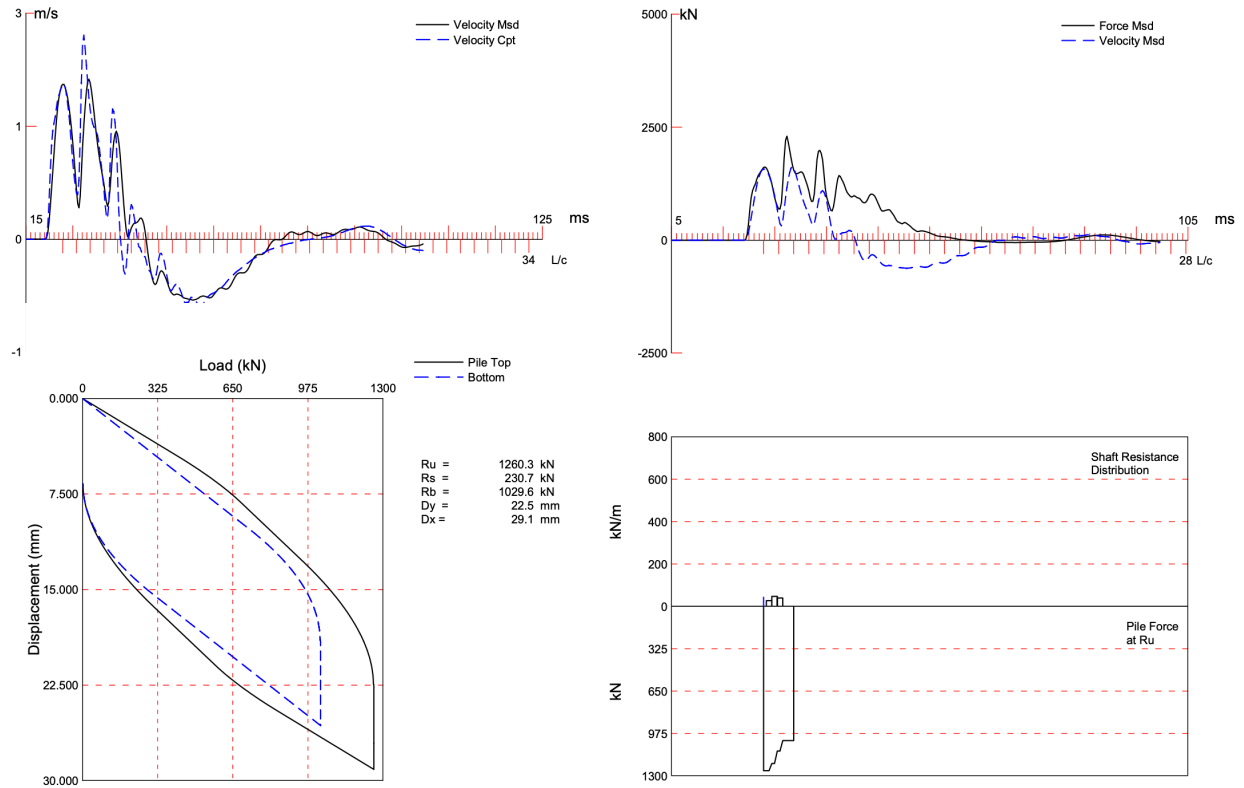 3
m/s
Velocity Msd
Velocity Cpt
1
15
125
ms
0
34
L/c
-1
5000
kN
Force Msd
Velocity Msd
2500
5
105
ms
0
28
L/c
-2500
Load (kN)
Pile Top
Bottom
0 325 650 975 1300
0.000
7.500
15.000
22.500
30.000
Displacement (mm)
Ru = 1260.3 kN
Rs = 230.7 kN
Rb = 1029.6 kN
Dy = 22.5 mm
Dx = 29.1 mm
800
Shaft Resistance
Distribution
600
400
200
0
kN/m
Pile Force
at Ru
325
650
975
1300
kN